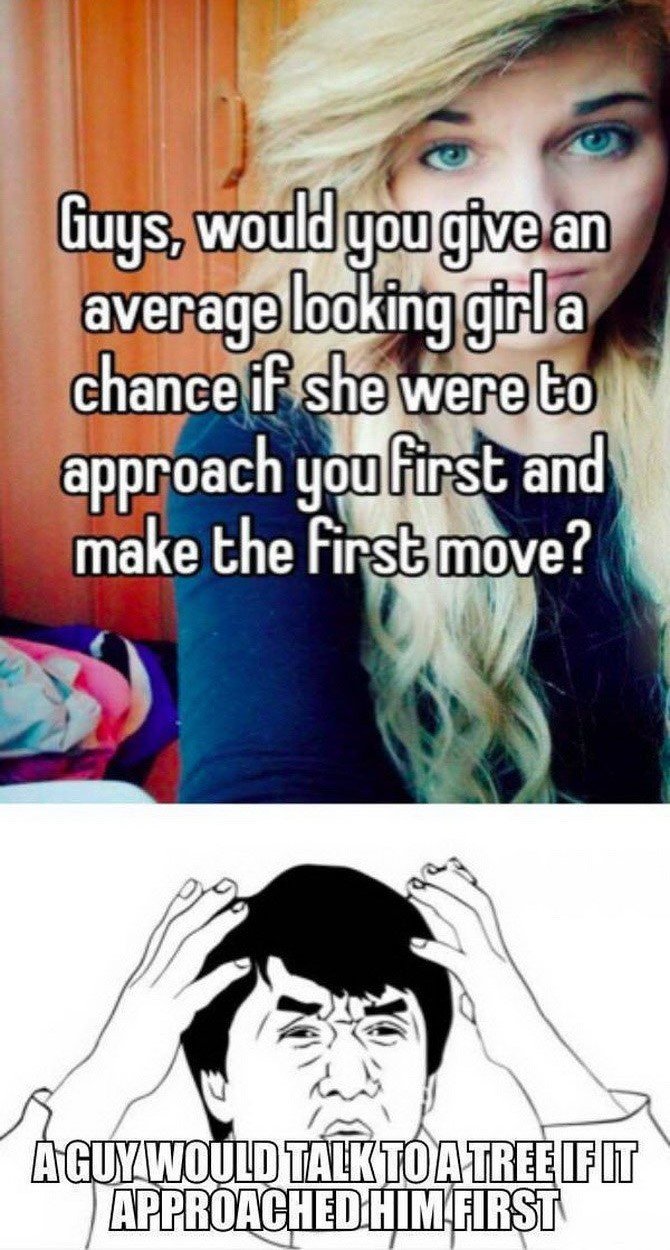 Guys, would you give an
average looking girl a
chance if she were to
approach you first and
make the first move?
A GUY WOULD TALK TO A TREE IF IT
APPROACHED HIM FIRST